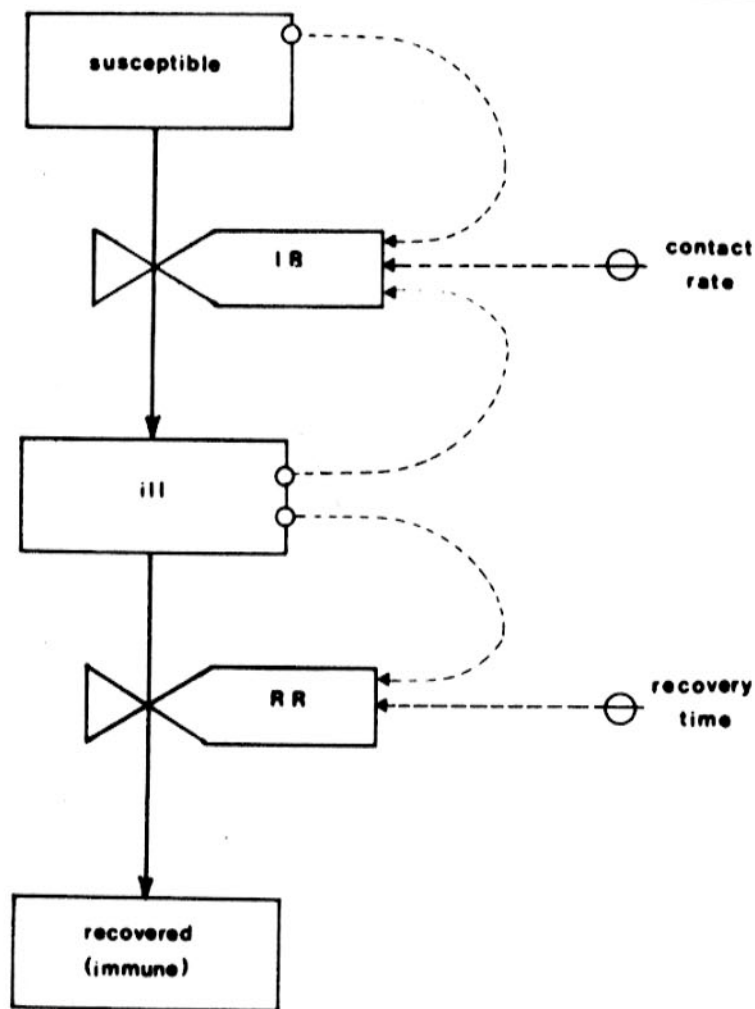 susceptible
IR
contact
rate
ill
RR
recovery
time
recovered
(immune)